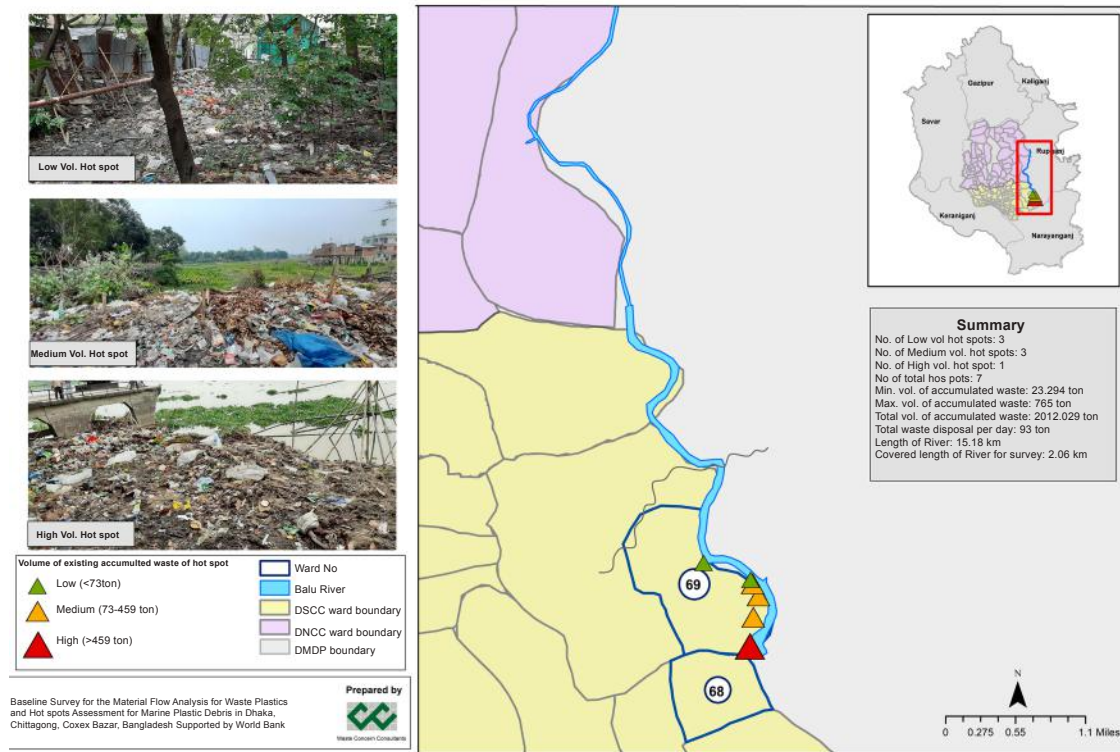 Low Vol. Hot spot
Medium Vol. Hot spot
High Vol. Hot spot
Volume of existing accumulted waste of hot spot
Low (<73ton)
Medium (73-459 ton)
High (>459 ton)
Ward No
Balu River
DSCC ward boundary
DNCC ward boundary
DMDP boundary
Baseline Survey for the Material Flow Analysis for Waste Plastics
and Hot spots Assessment for Marine Plastic Debris in Dhaka,
Chittagong, Coxex Bazar, Bangladesh Supported by World Bank
Prepared by
Waste Concern Consultants
69
68
Gazipur
Kaliganj
Savar
Keraniganj
Narayanganj
Summary
No. of Low vol hot spots: 3
No. of Medium vol. hot spots: 3
No. of High vol. hot spot: 1
No of total hos pots: 7
Min. vol. of accumulated waste: 23.294 ton
Max. vol. of accumulated waste: 765 ton
Total vol. of accumulated waste: 2012.029 ton
Total waste disposal per day: 93 ton
Length of River: 15.18 km
Covered length of River for survey: 2.06 km
N
0 0.275 0.55 1.1 Miles